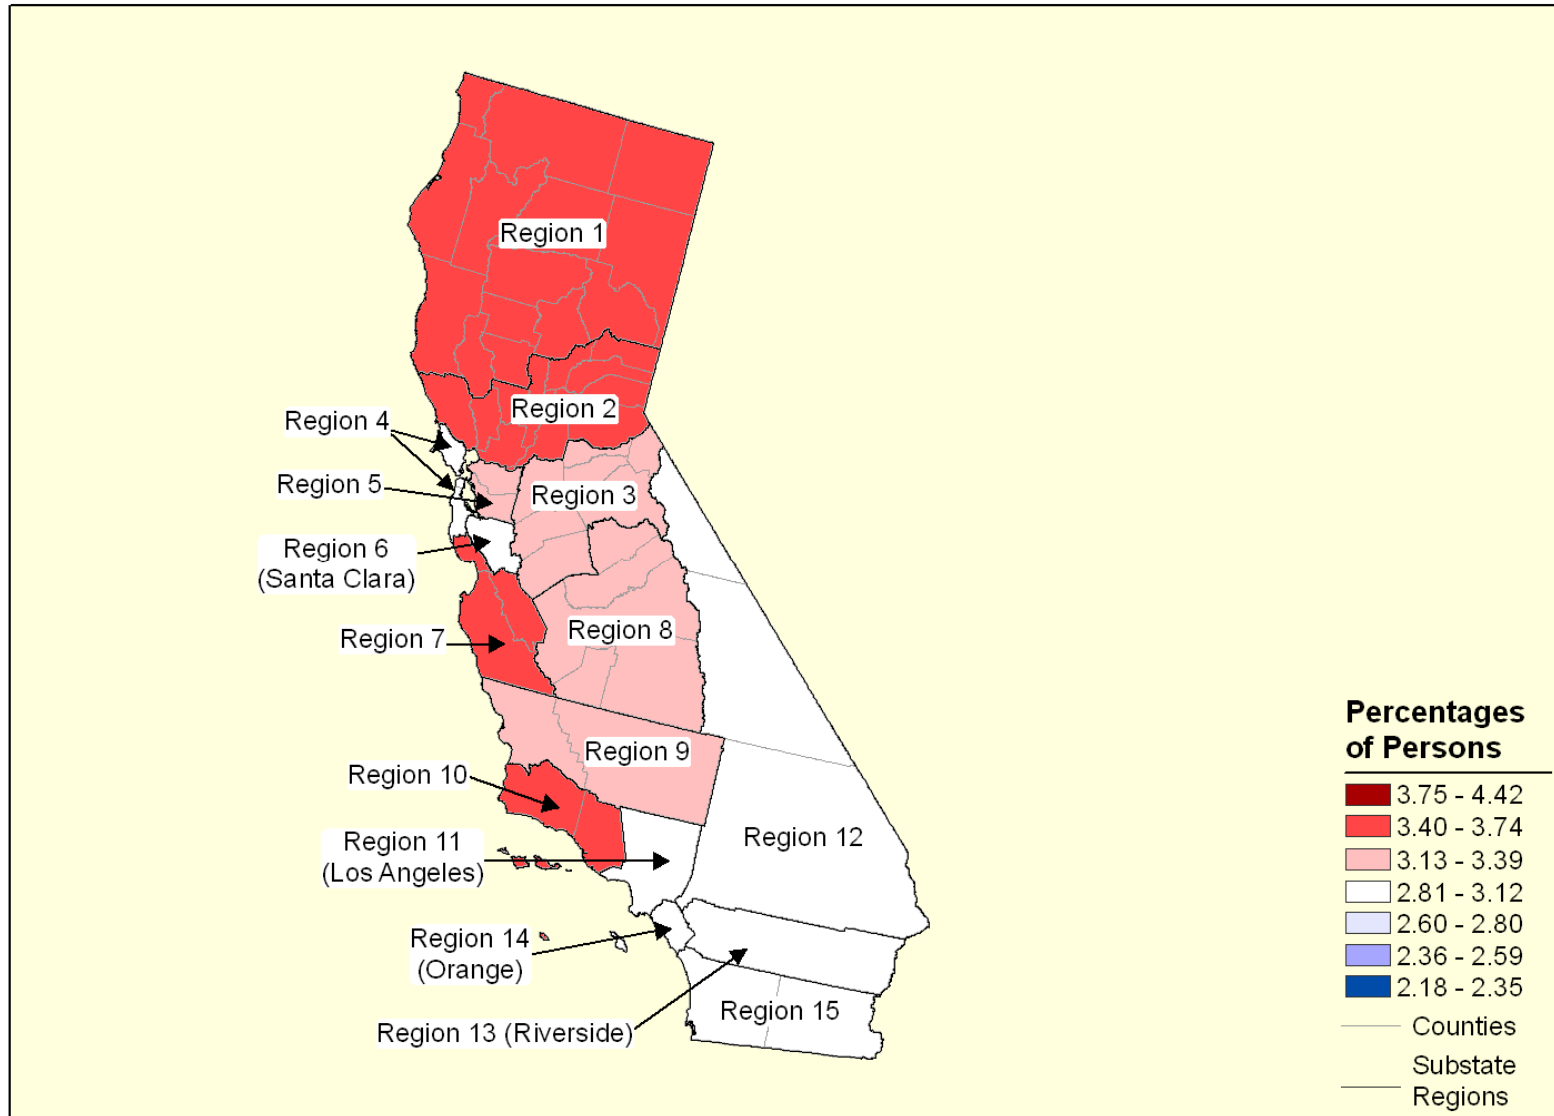 Region 1
Region 2
Region 4
Region 5
Region 3
Region 6
(Santa Clara)
Region 7
Region 8
Region 9
Region 10
Region 11
(Los Angeles)
Region 12
Region 14
(Orange)
Region 15
Region 13 (Riverside)
Percentages
of Persons
3.75 - 4.42
3.40 - 3.74
3.13 - 3.39
2.81 - 3.12
2.60 - 2.80
2.36 - 2.59
2.18 - 2.35
Counties
Substate
Regions